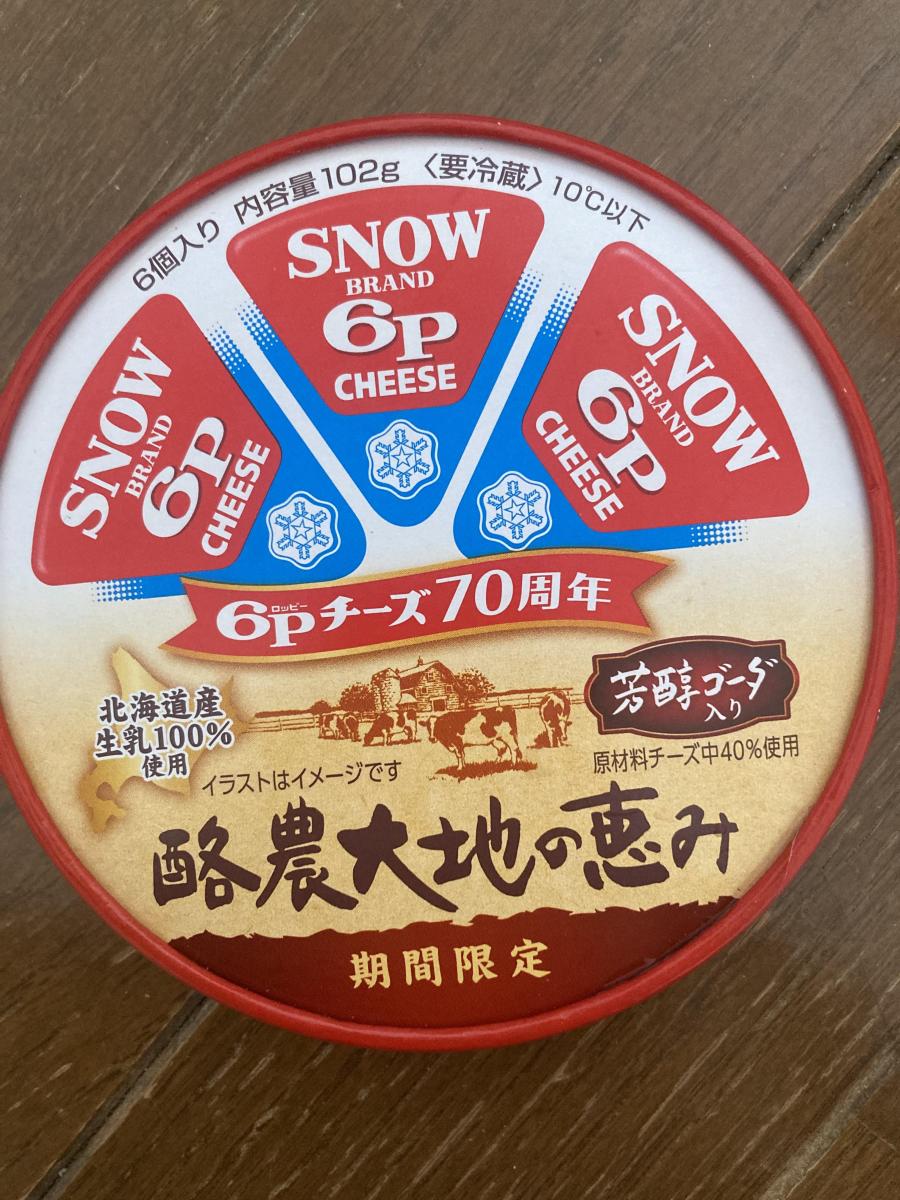 6個入り 内容量102g 〈要冷蔵〉10℃以下
SNOW
BRAND
6P
CHEESE
SNOW
BRAND
6P
CHEESE
SNOW
BRAND
6P
CHEESE
ロッピー
6Pチーズ70周年
北海道産
生乳100%
使用
芳醇ゴーダ
入り
原材料チーズ中40%使用
イラストはイメージです
酪農大地の恵み
期間限定